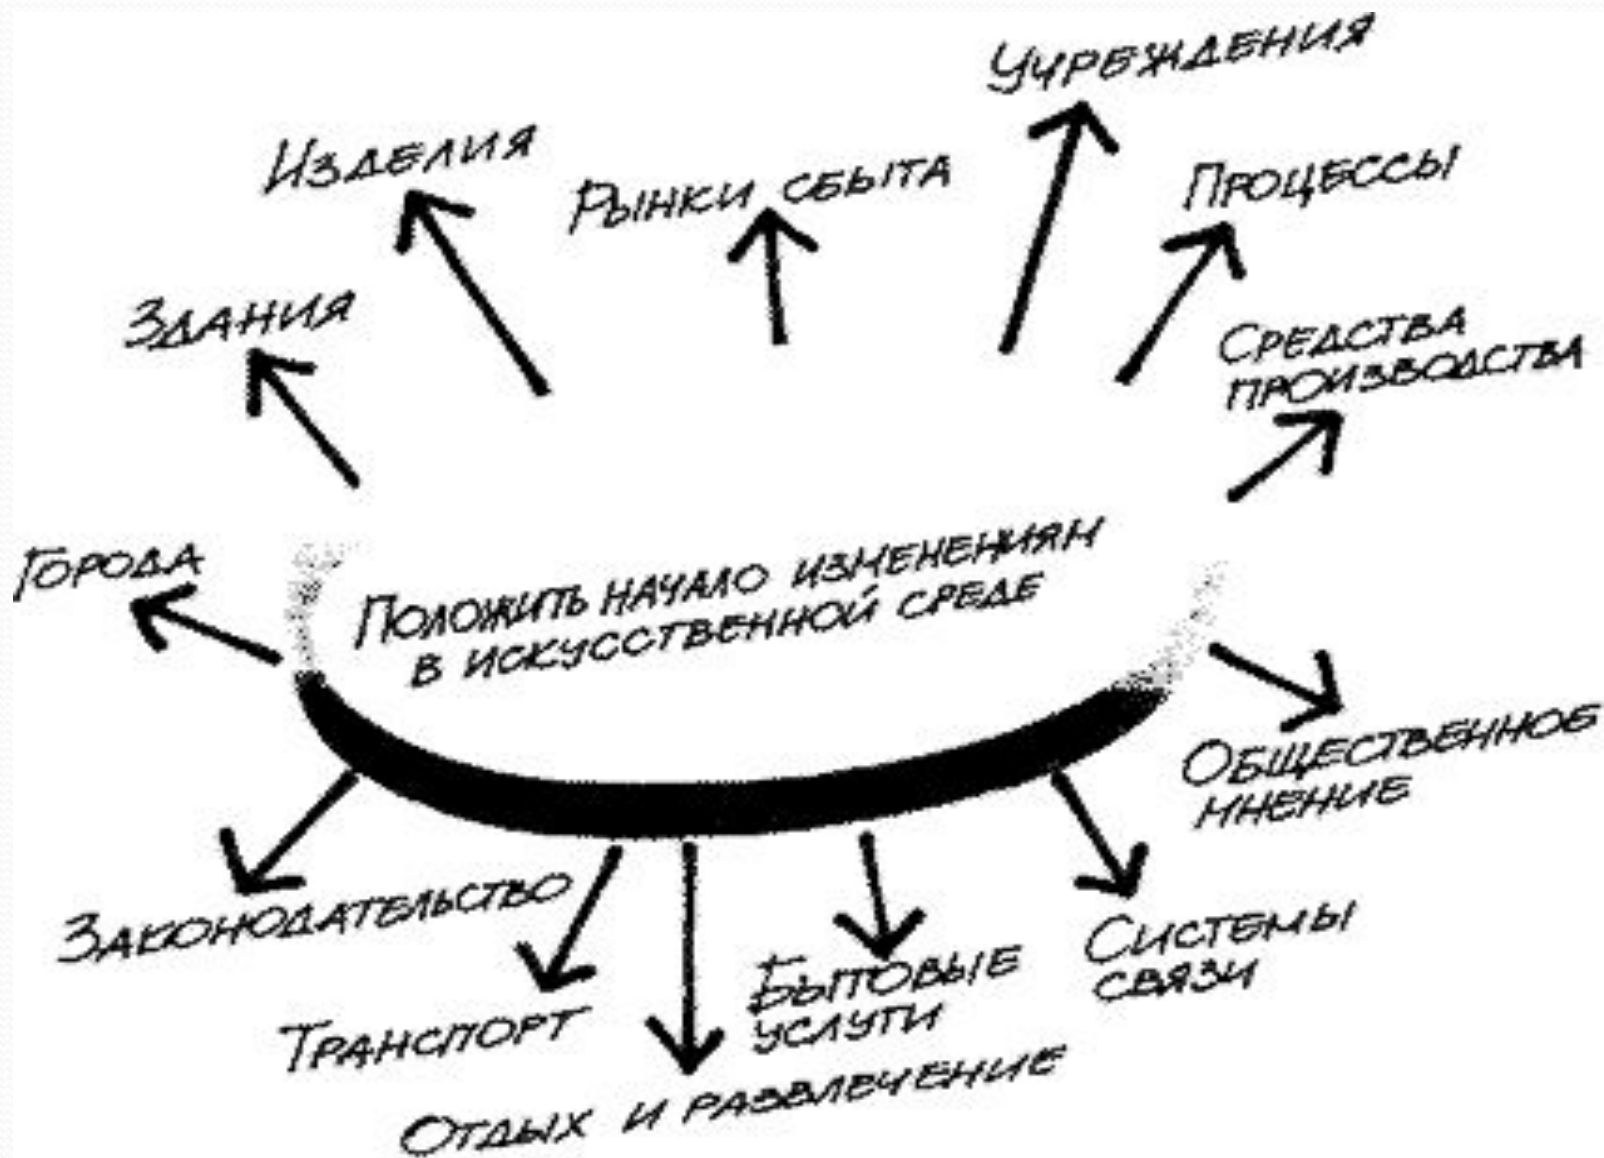 Учреждения
Изделия
Рынки сбыта
Процессы
Здания
Средства
производства
Города
Положить начало изменениям
в искусственной среде
Общественное
мнение
Законодательство
Системы
связи
Бытовые
услуги
Транспорт
Отдых и развлечение